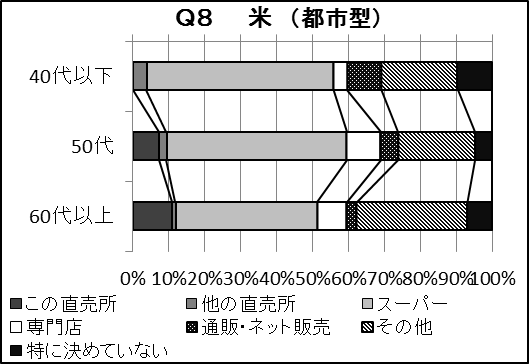 Q8 米 (都市型)
40代以下
50代
60代以上
0% 10% 20% 30% 40% 50% 60% 70% 80% 90% 100%
この直売所 他の直売所 スーパー
専門店 通販・ネット販売 その他
特に決めていない